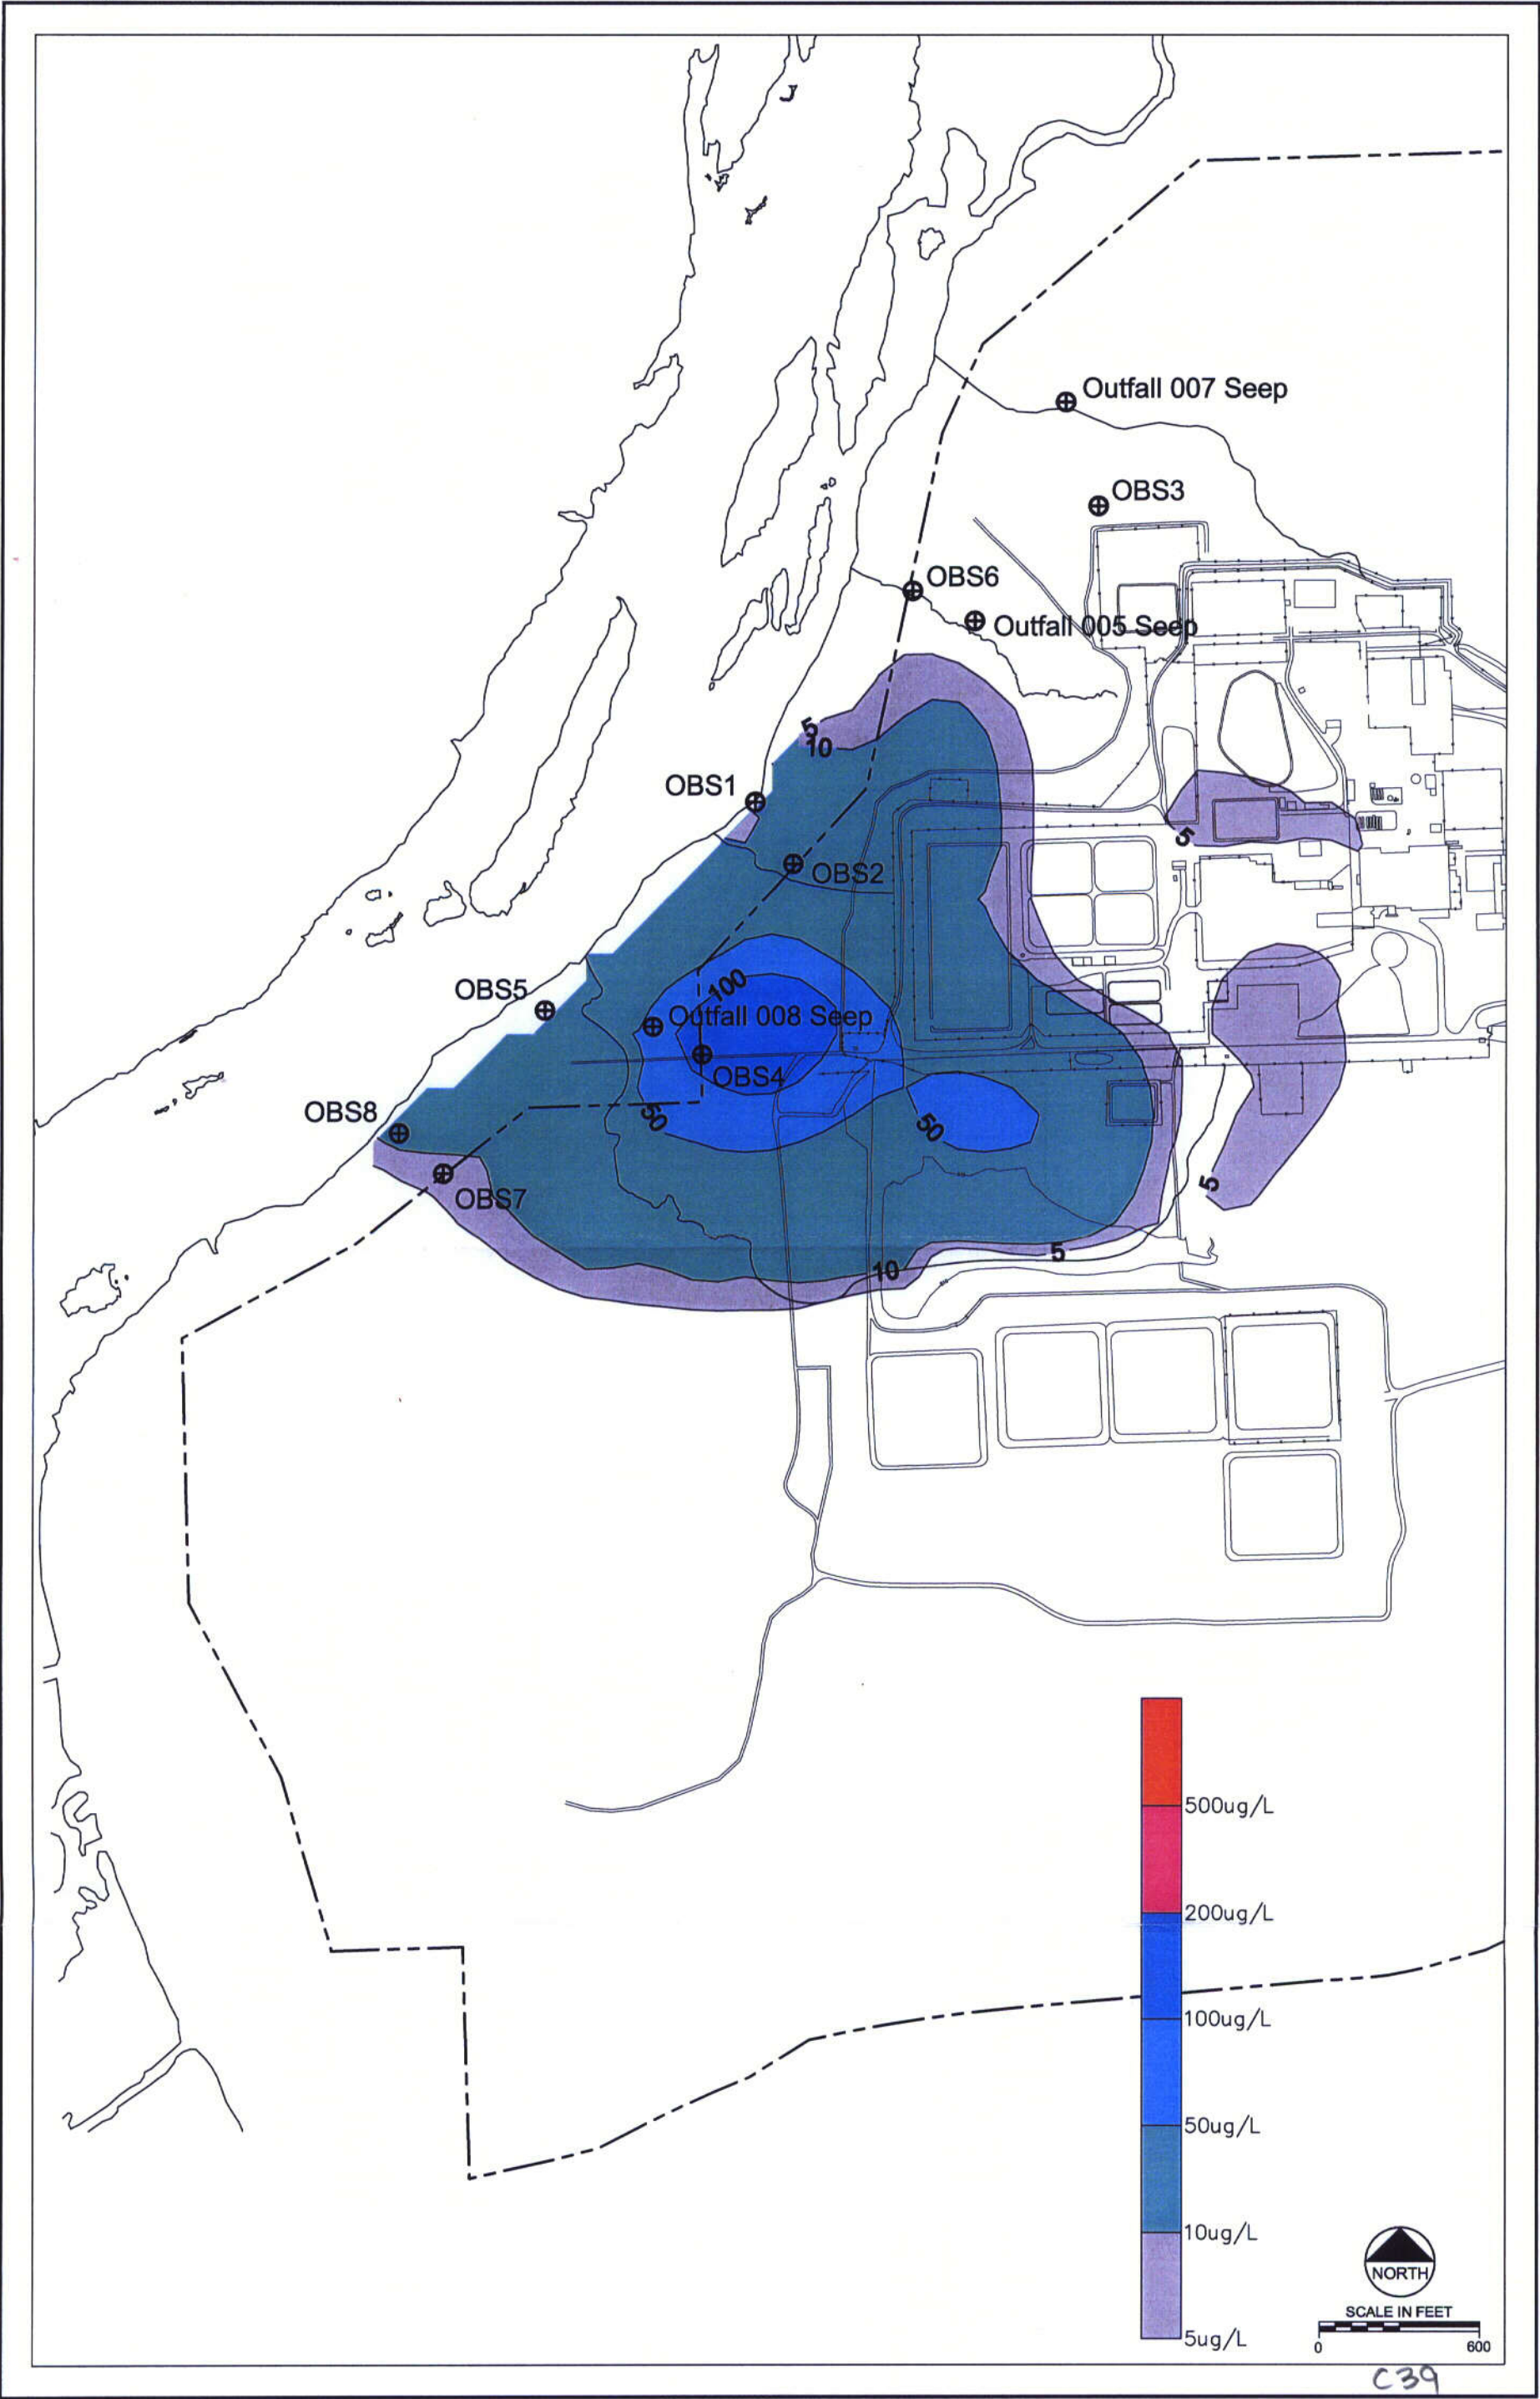 Outfall 007 Seep
OBS3
OBS6
Outfall 005 Seep
5
10
OBS1
5
OBS2
100
OBS5
Outfall 008 Seep
OBS4
50
50
OBS8
5
OBS7
5
10
500ug/L
200ug/L
100ug/L
50ug/L
10ug/L
5ug/L
NORTH
SCALE IN FEET
0 600
C39